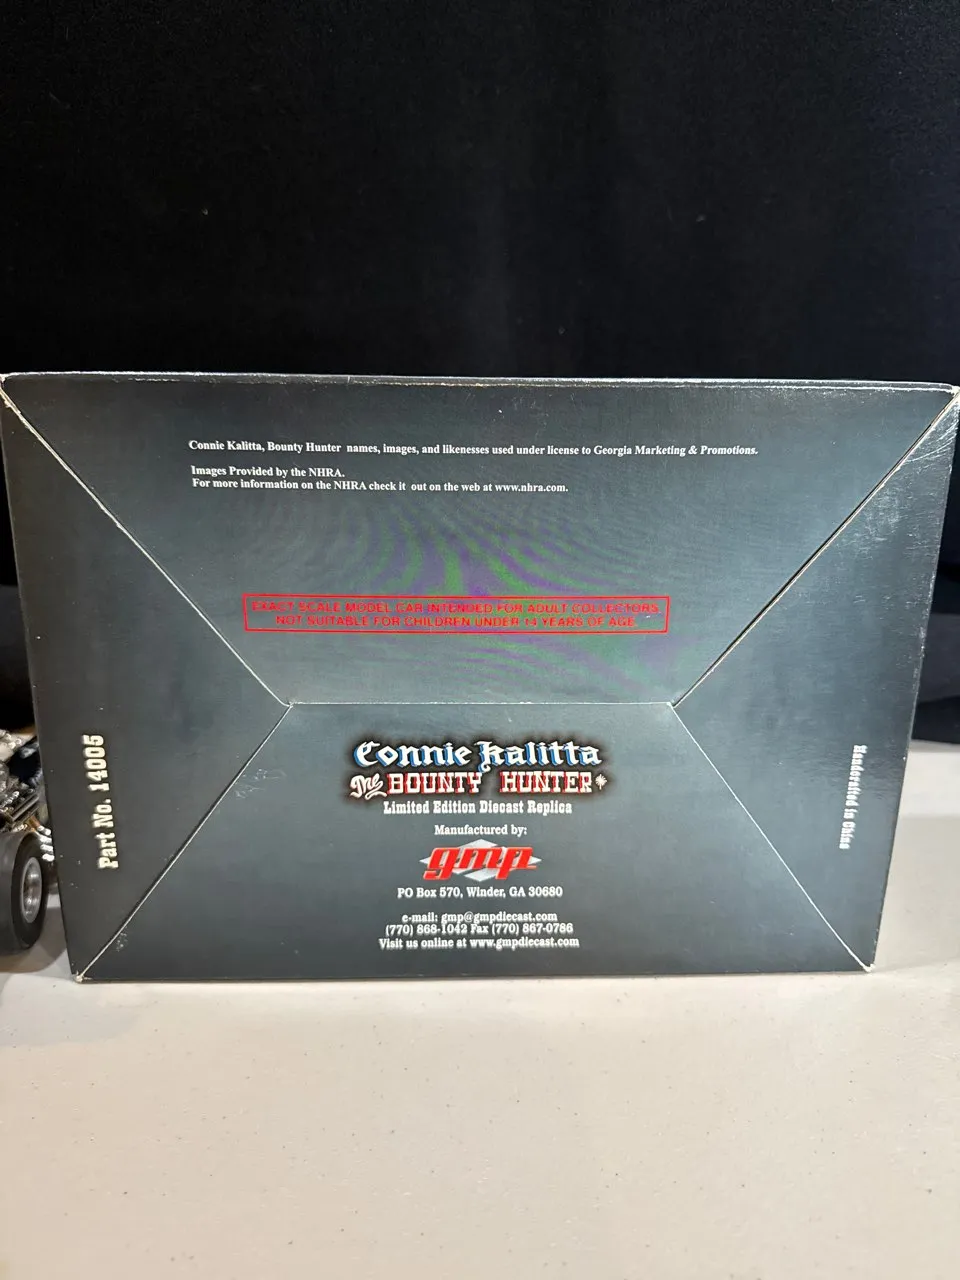 Connie Kalitta, Bounty Hunter names, images, and likenesses used under license to Georgia Marketing & Promotions.
Images Provided by the NHRA.
For more information on the NHRA check it out on the web at www.nhra.com.
EXACT SCALE MODEL CAR INTENDED FOR ADULT COLLECTORS
NOT SUITABLE FOR CHILDREN UNDER 14 YEARS OF AGE
Part No. 14005
Handcrafted in China
Connie Kalitta
The BOUNTY HUNTER
Limited Edition Diecast Replica
Manufactured by:
gmp
PO Box 570, Winder, GA 30680
e-mail: gmp@gmpdiecast.com
(770) 868-1042 Fax (770) 867-0786
Visit us online at www.gmpdiecast.com